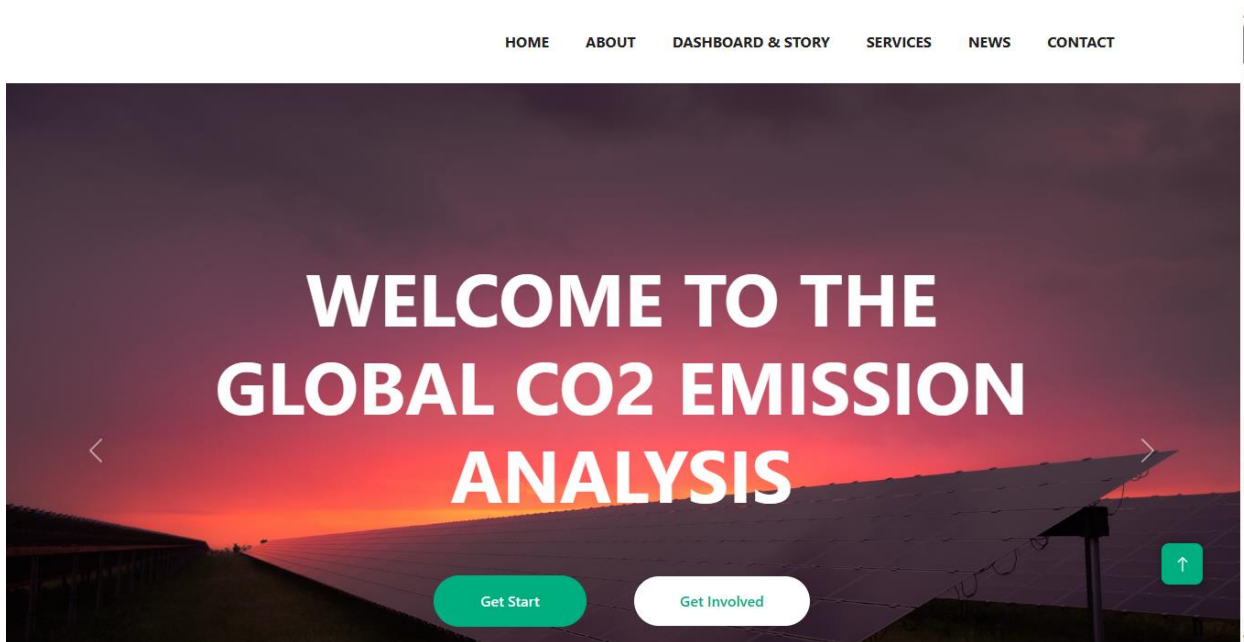 HOME ABOUT DASHBOARD & STORY SERVICES NEWS CONTACT
WELCOME TO THE
GLOBAL CO2 EMISSION
ANALYSIS
Get Start Get Involved